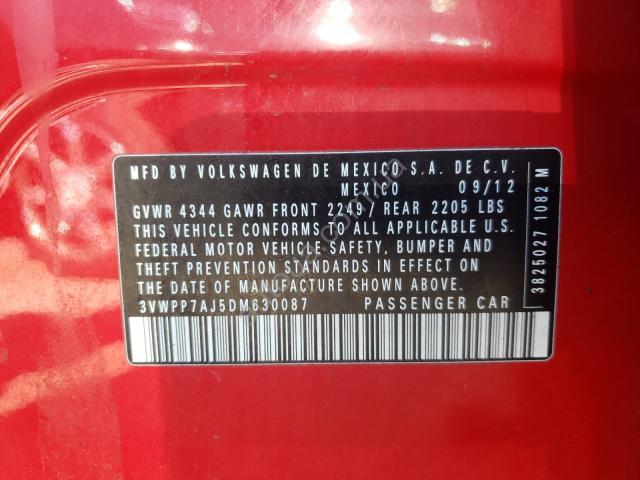 MFD BY VOLKSWAGEN DE MEXICO S.A. DE C.V.
MEXICO 09/12
GVWR 4344 GAWR FRONT 2249/ REAR 2205 LBS
THIS VEHICLE CONFORMS TO ALL APPLICABLE U.S.
FEDERAL MOTOR VEHICLE SAFETY, BUMPER AND
THEFT PREVENTION STANDARDS IN EFFECT ON
THE DATE OF MANUFACTURE SHOWN ABOVE.
3VWPP7AJ5DM630087 PASSENGER CAR
3825027 1082 M